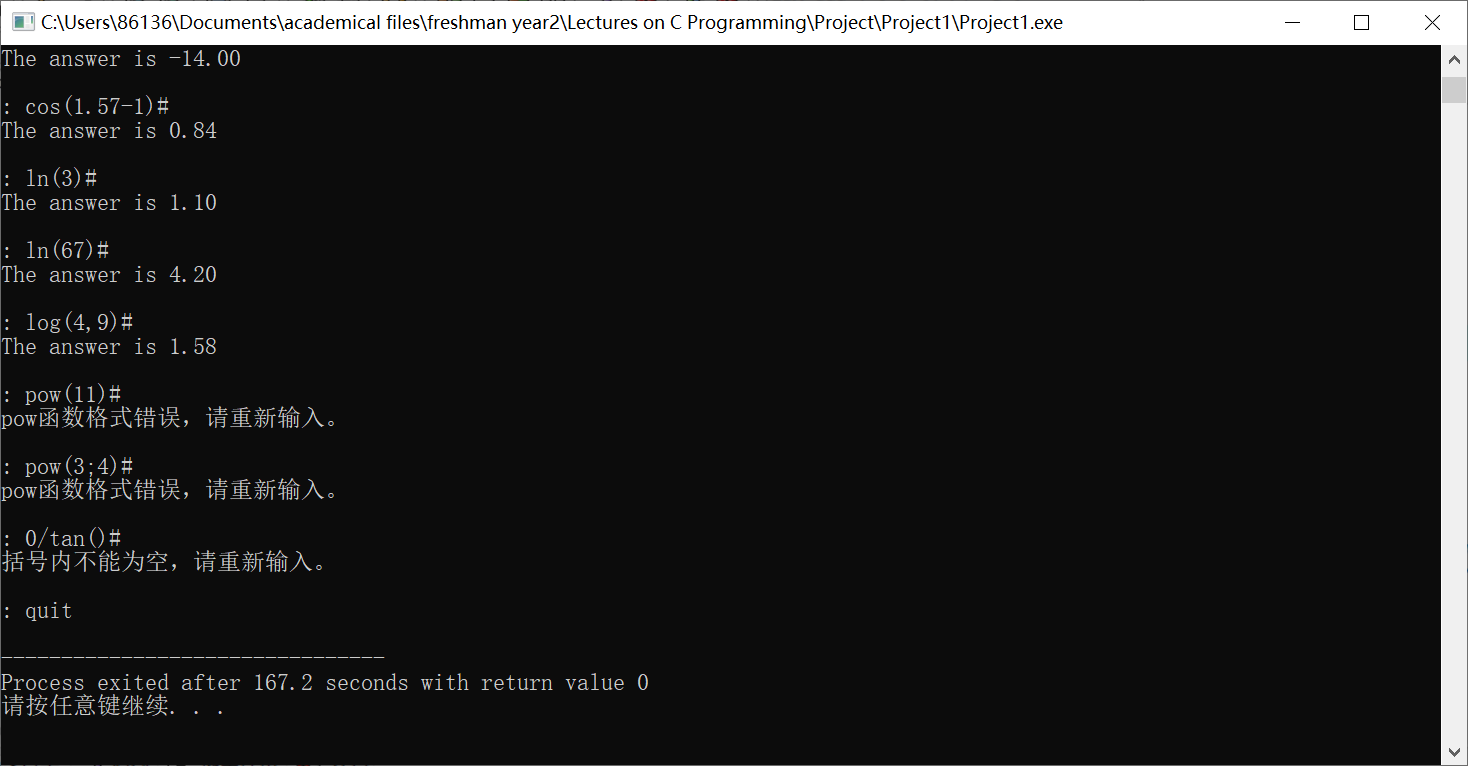 C:\Users\86136\Documents\academical files\freshman year2\Lectures on C Programming\Project\Project1\Project1.exe
The answer is -14.00
: cos(1.57-1)#
The answer is 0.84
: ln(3)#
The answer is 1.10
: ln(67)#
The answer is 4.20
: log(4,9)#
The answer is 1.58
: pow(11)#
pow函数格式错误，请重新输入。
: pow(3;4)#
pow函数格式错误，请重新输入。
: 0/tan()#
括号内不能为空，请重新输入。
: quit
--------------------------------
Process exited after 167.2 seconds with return value 0
请按任意键继续. . .